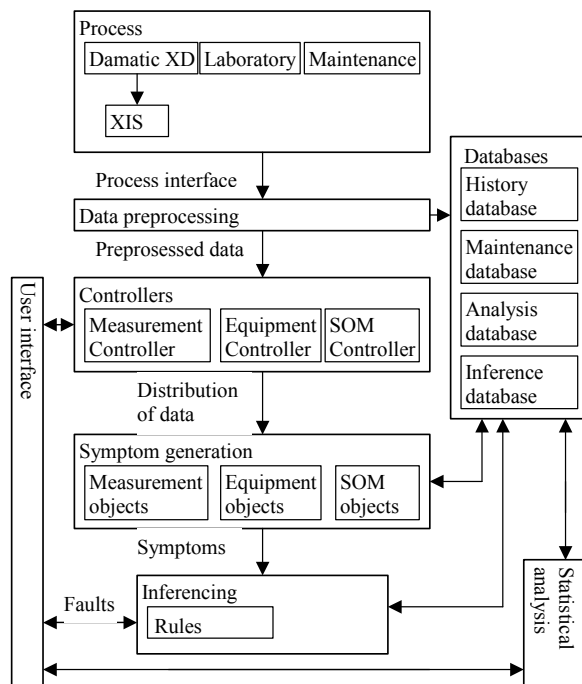 Process
Damatic XD
Laboratory
Maintenance
XIS
Process interface
Data preprocessing
Preprosessed data
Controllers
Measurement
Controller
Equipment
Controller
SOM
Controller
Distribution
of data
Symptom generation
Measurement
objects
Equipment
objects
SOM
objects
Symptoms
Inferencing
Rules
Faults
User interface
Databases
History
database
Maintenance
database
Analysis
database
Inference
database
Statistical
analysis